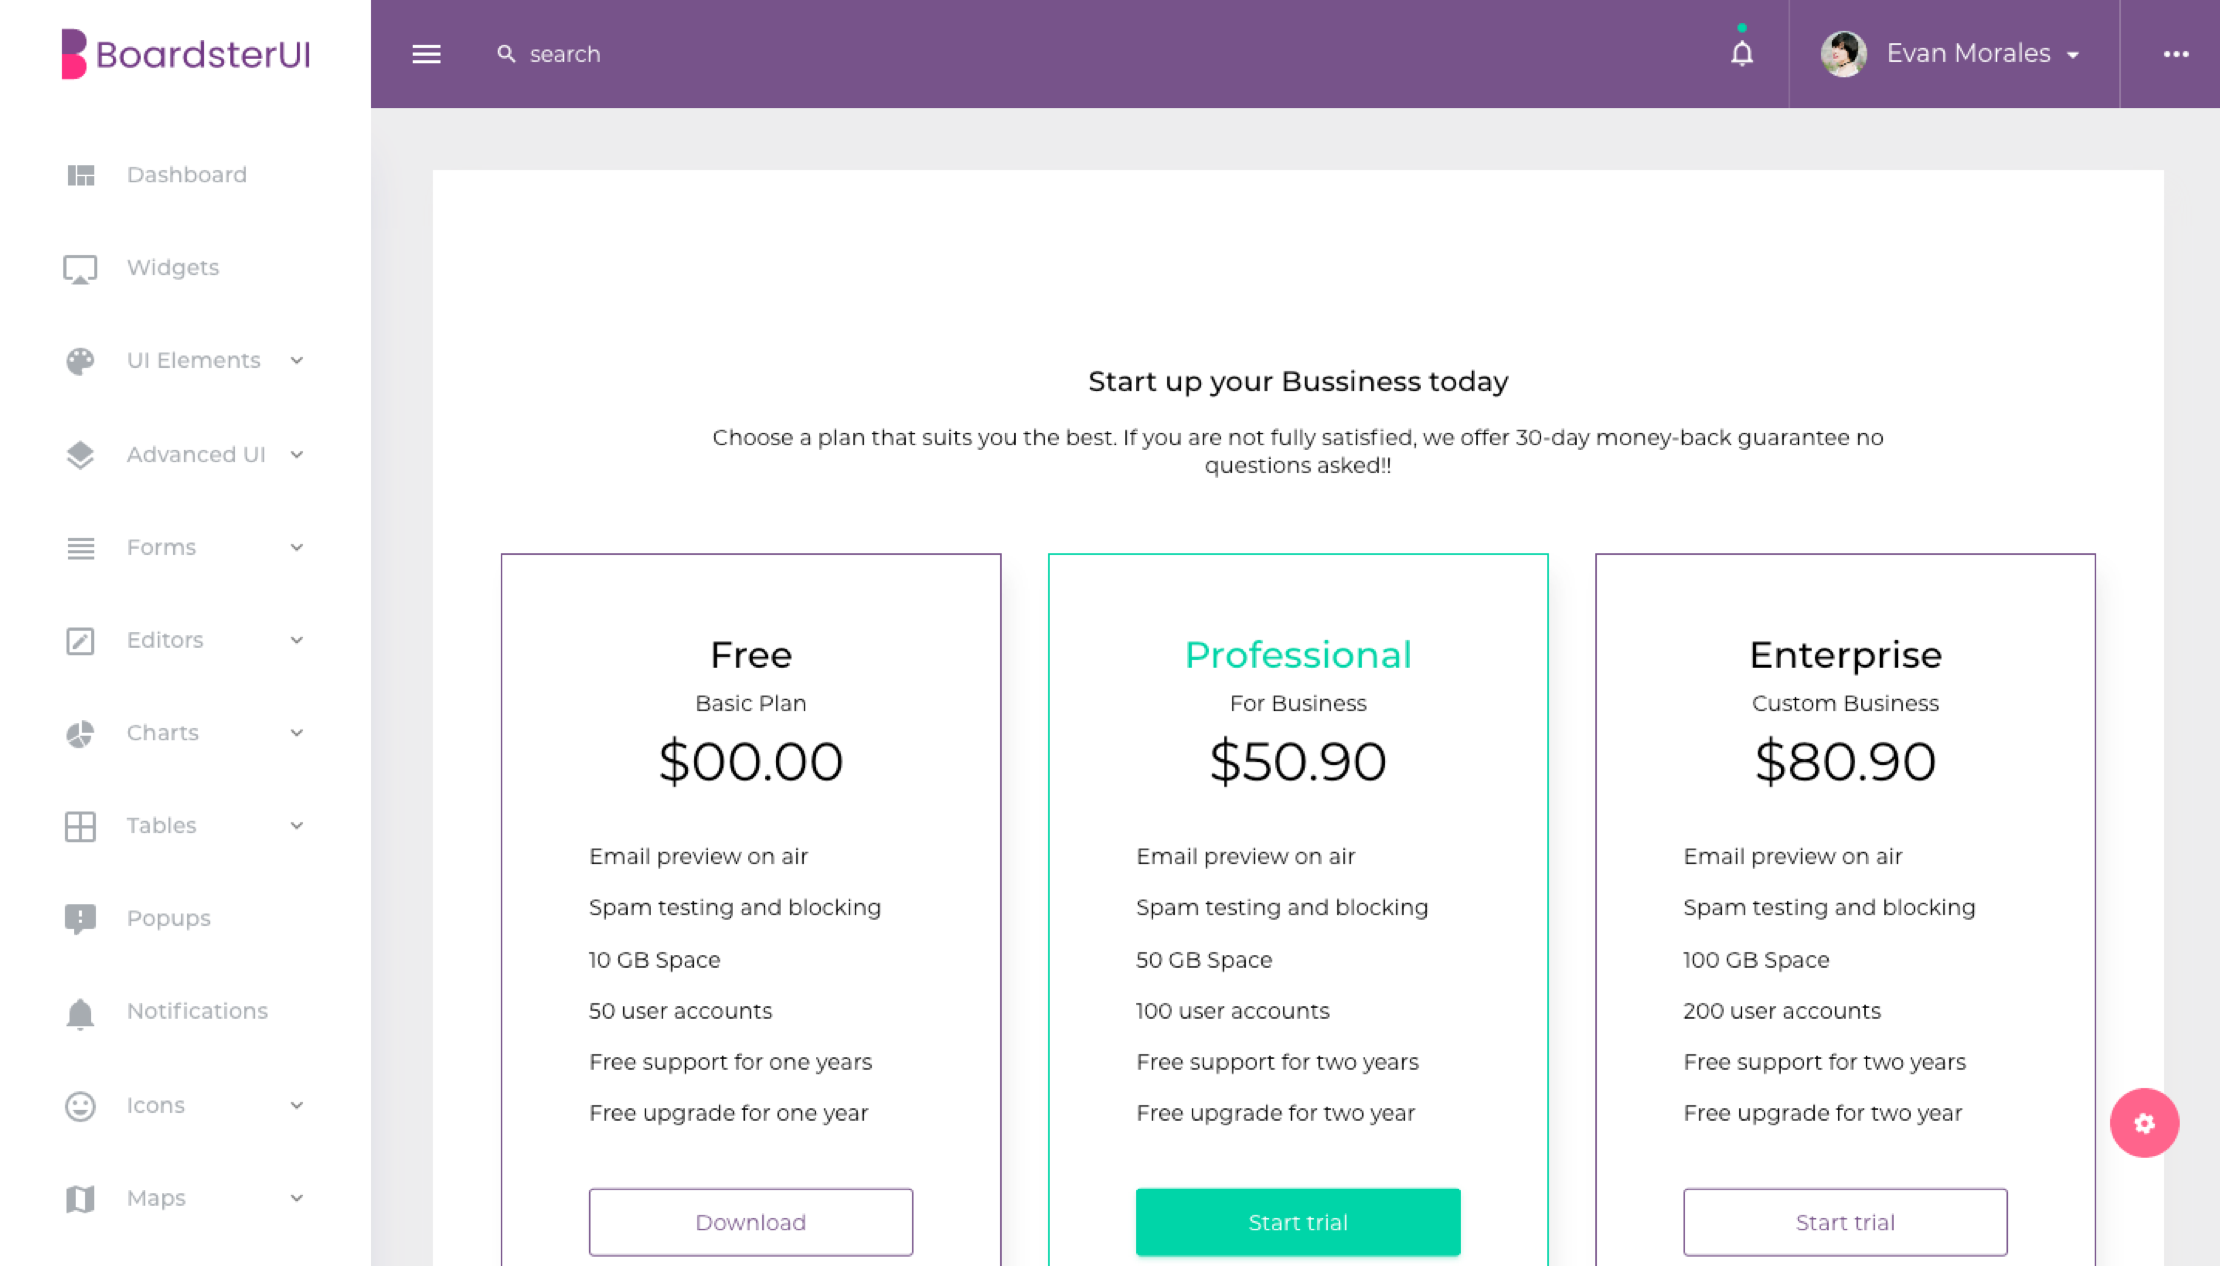 BoardsterUI
search
Evan Morales
Dashboard
Widgets
UI Elements
Advanced UI
Forms
Editors
Charts
Tables
Popups
Notifications
Icons
Maps
Start up your Bussiness today
Choose a plan that suits you the best. If you are not fully satisfied, we offer 30-day money-back guarantee no
questions asked!!
Free
Basic Plan
$00.00
Email preview on air
Spam testing and blocking
10 GB Space
50 user accounts
Free support for one years
Free upgrade for one year
Download
Professional
For Business
$50.90
Email preview on air
Spam testing and blocking
50 GB Space
100 user accounts
Free support for two years
Free upgrade for two year
Start trial
Enterprise
Custom Business
$80.90
Email preview on air
Spam testing and blocking
100 GB Space
200 user accounts
Free support for two years
Free upgrade for two year
Start trial